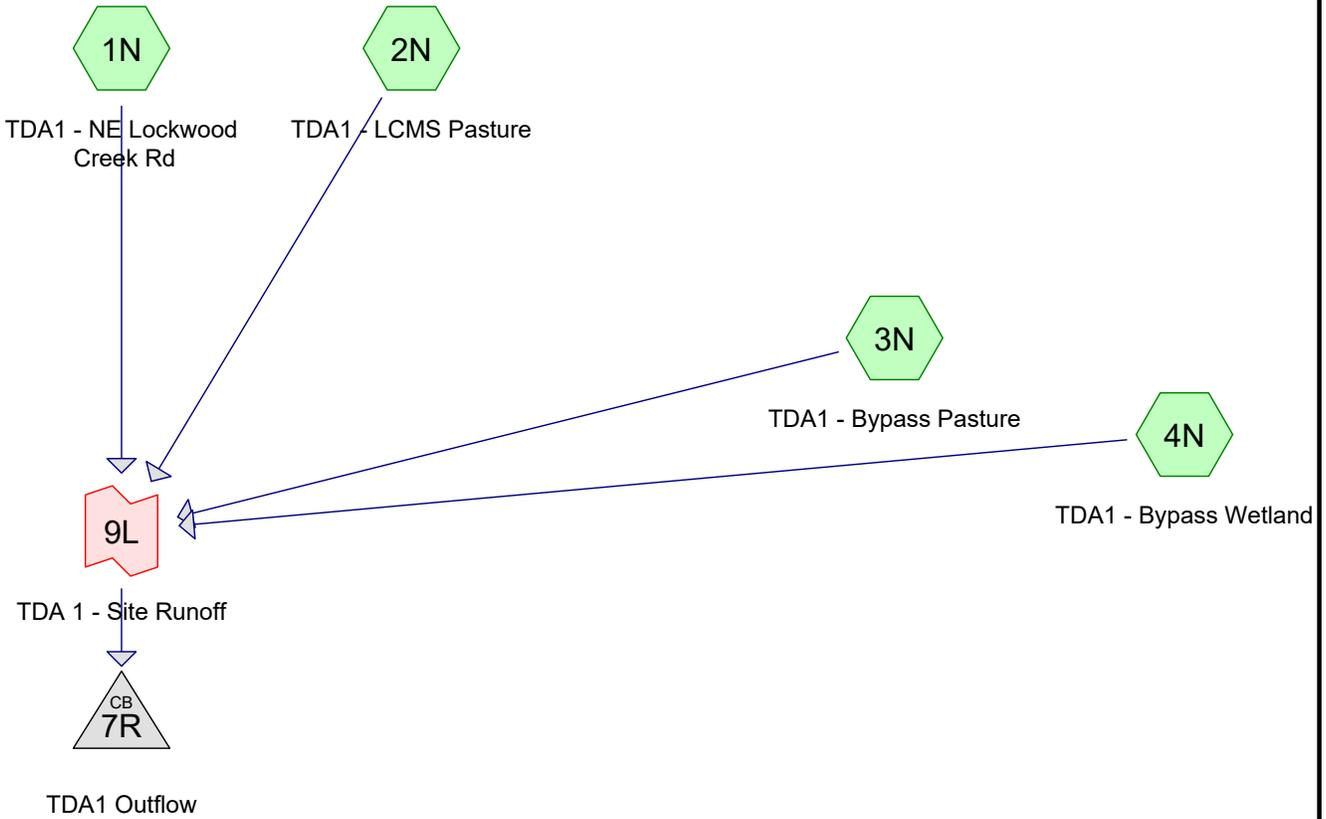 1N
2N
TDA1 - NE Lockwood
Creek Rd
TDA1 - LCMS Pasture
3N
TDA1 - Bypass Pasture
4N
TDA1 - Bypass Wetland
9L
TDA 1 - Site Runoff
CB
7R
TDA1 Outflow